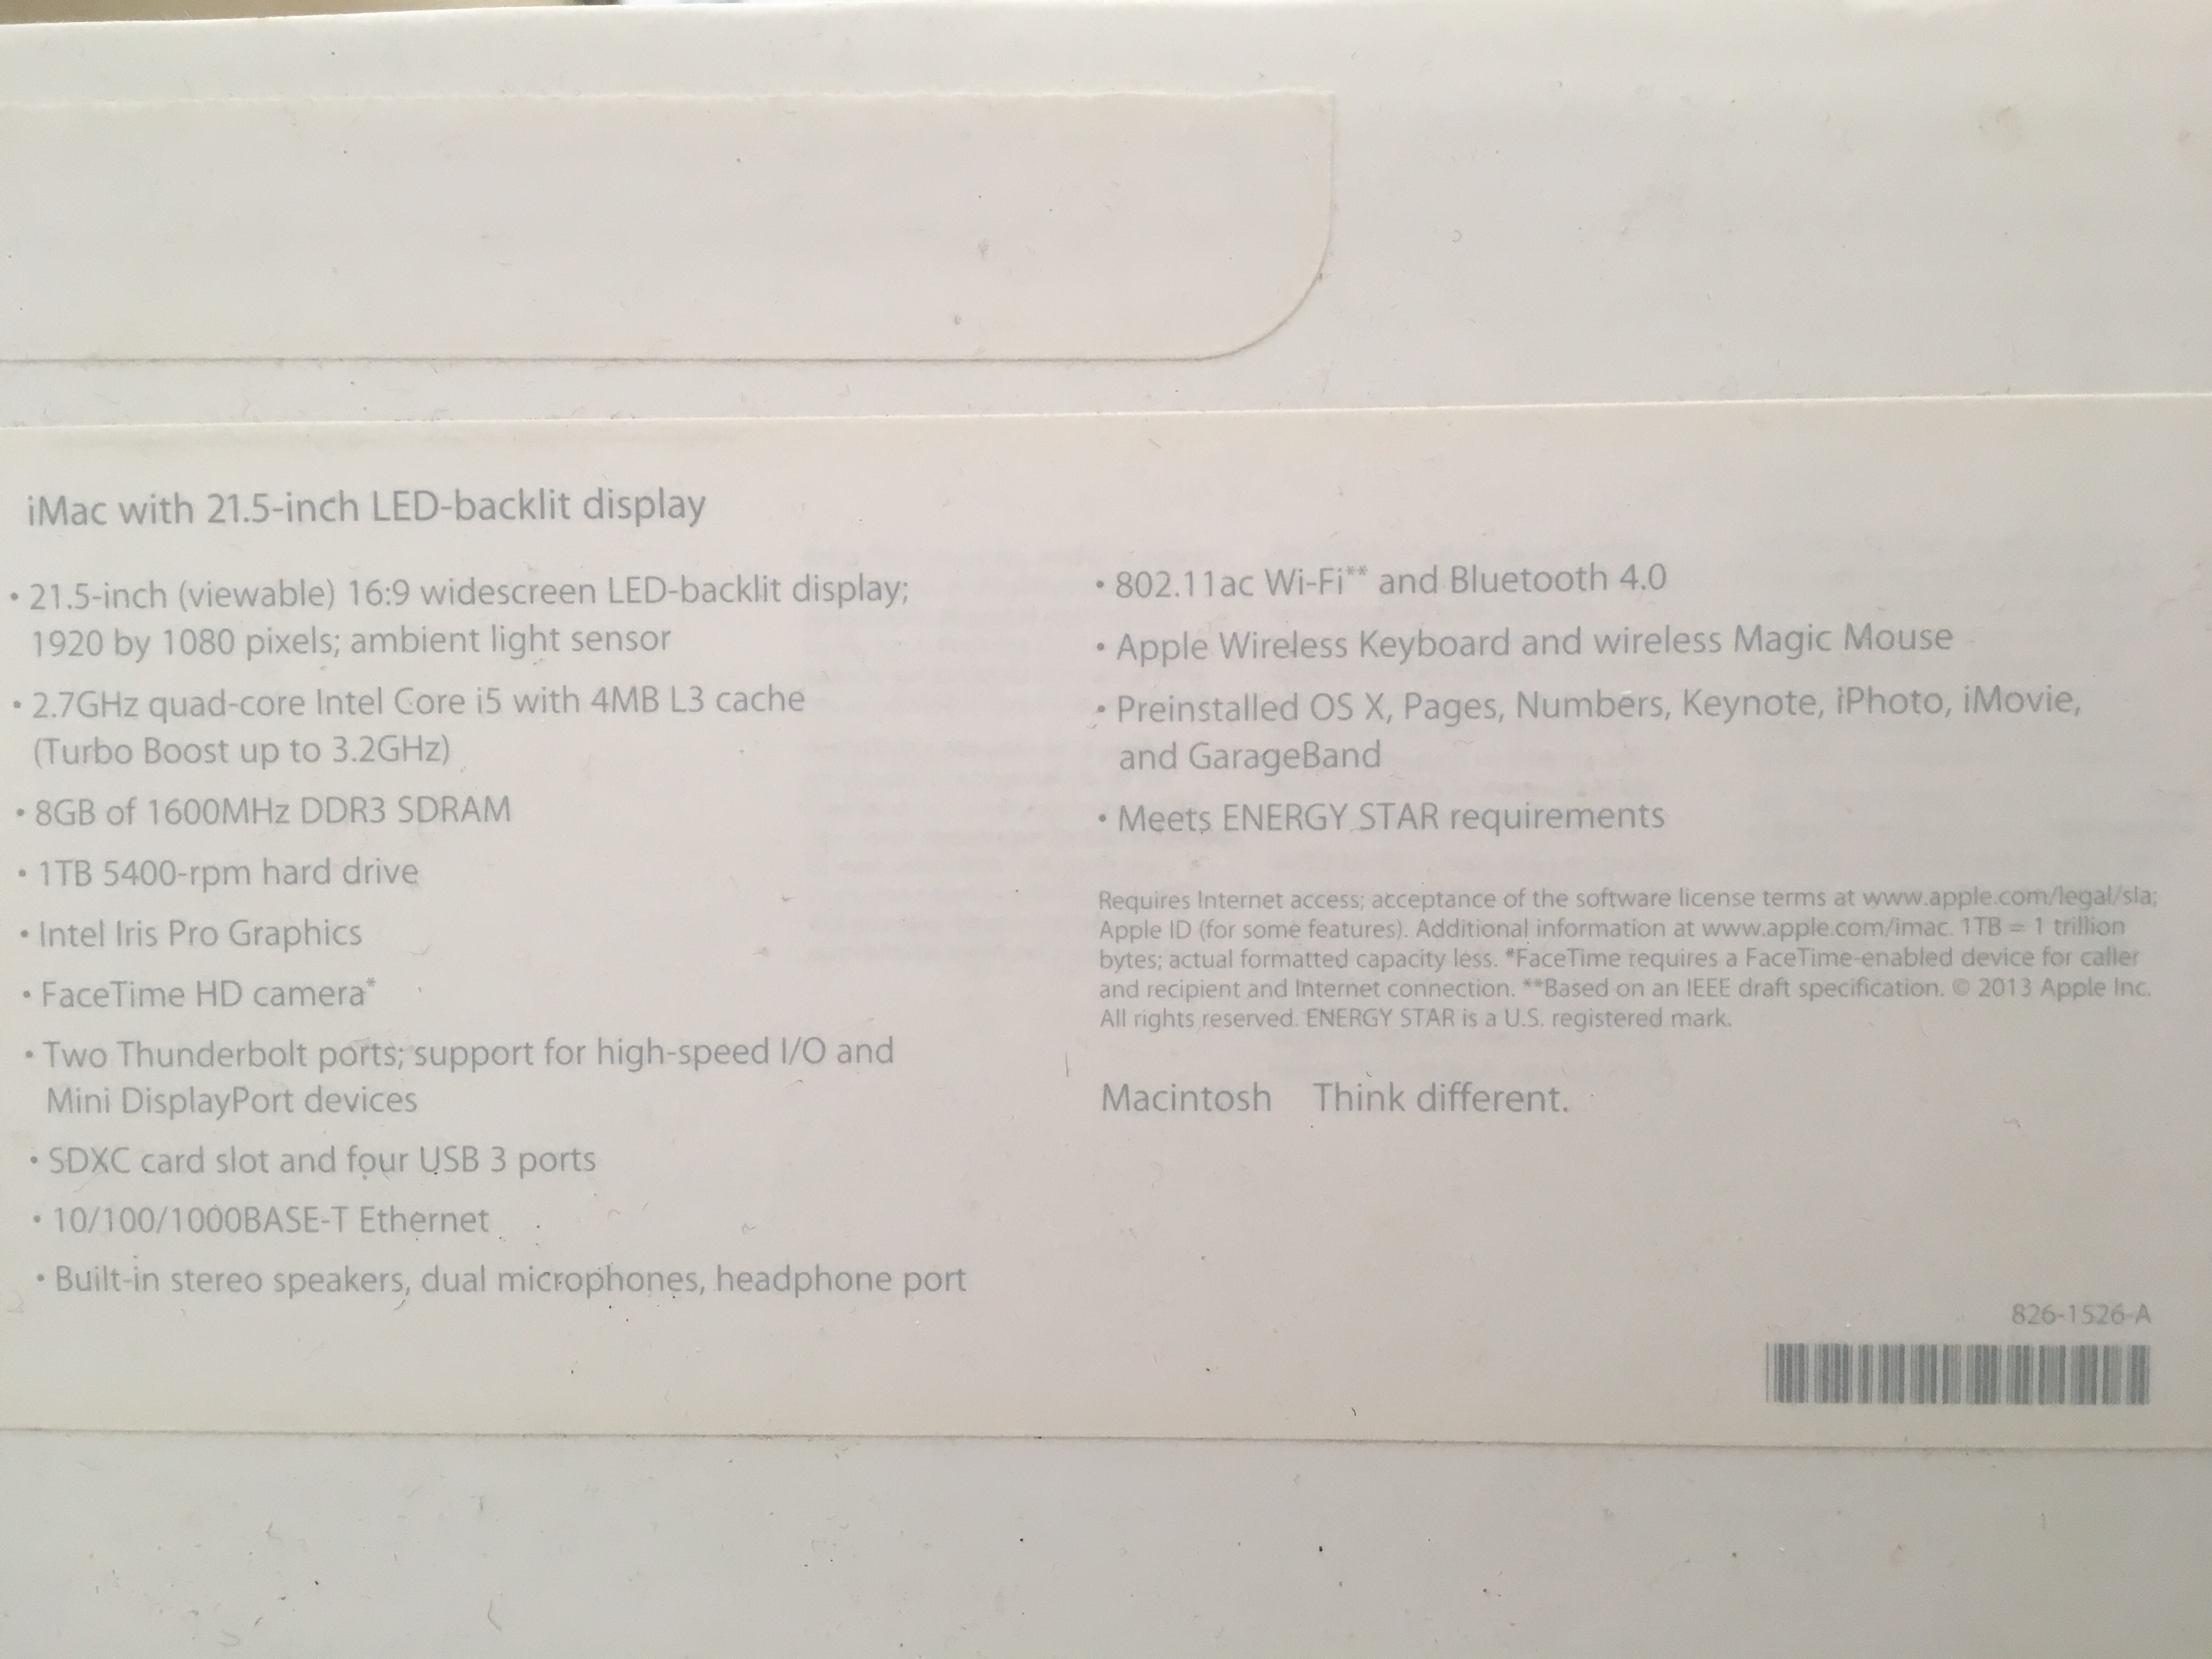 iMac with 21.5-inch LED-backlit display
• 21.5-inch (viewable) 16:9 widescreen LED-backlit display;
1920 by 1080 pixels; ambient light sensor
• 2.7GHz quad-core Intel Core i5 with 4MB L3 cache
(Turbo Boost up to 3.2GHz)
• 8GB of 1600MHz DDR3 SDRAM
• 1TB 5400-rpm hard drive
• Intel Iris Pro Graphics
• FaceTime HD camera*
• Two Thunderbolt ports; support for high-speed I/O and
Mini DisplayPort devices
• SDXC card slot and four USB 3 ports
• 10/100/1000BASE-T Ethernet
• Built-in stereo speakers, dual microphones, headphone port
• 802.11ac Wi-Fi** and Bluetooth 4.0
• Apple Wireless Keyboard and wireless Magic Mouse
• Preinstalled OS X, Pages, Numbers, Keynote, iPhoto, iMovie,
and GarageBand
• Meets ENERGY STAR requirements
Requires Internet access; acceptance of the software license terms at www.apple.com/legal/sla;
Apple ID (for some features). Additional information at www.apple.com/imac. 1TB = 1 trillion
bytes; actual formatted capacity less. *FaceTime requires a FaceTime-enabled device for caller
and recipient and Internet connection. **Based on an IEEE draft specification. © 2013 Apple Inc.
All rights reserved. ENERGY STAR is a U.S. registered mark.
Macintosh Think different.
826-1526-A